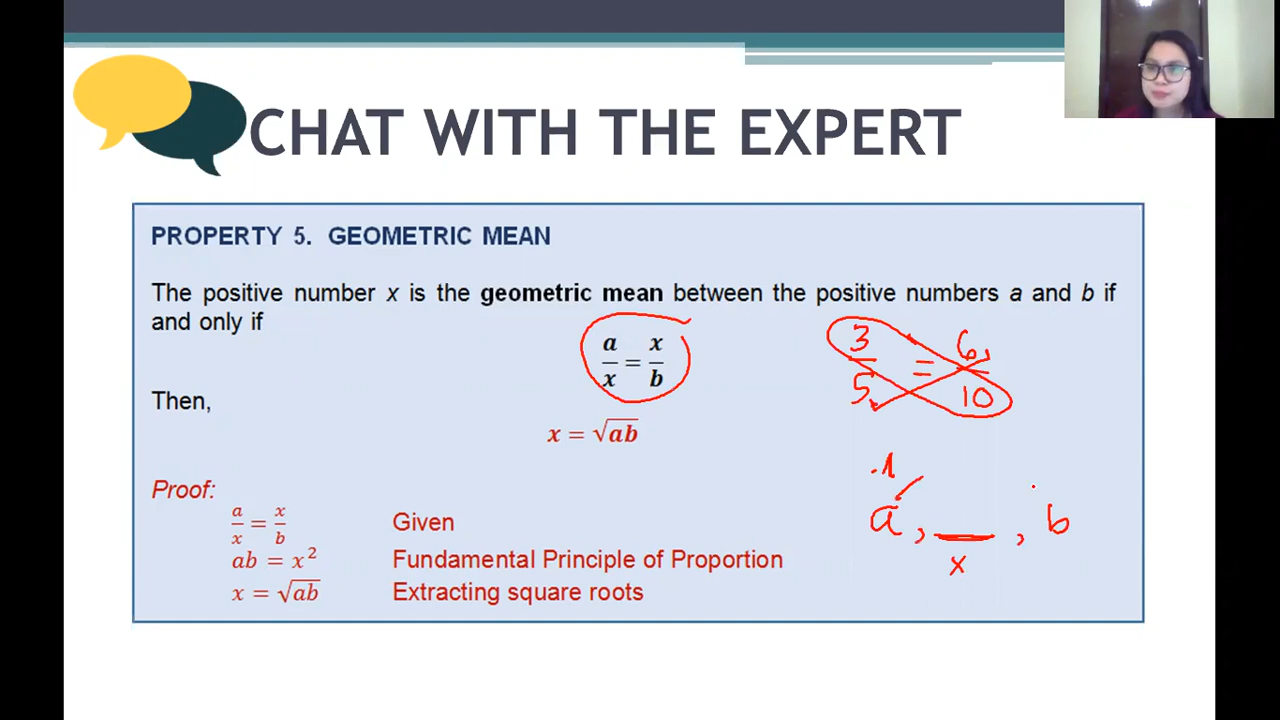 CHAT WITH THE EXPERT
PROPERTY 5. GEOMETRIC MEAN
The positive number x is the geometric mean between the positive numbers a and b if
and only if
a/x = x/b
3/5 = 6/10
Then,
x = √ab
Proof:
a/x = x/b Given
ab = x² Fundamental Principle of Proportion
x = √ab Extracting square roots
a, __, b
x